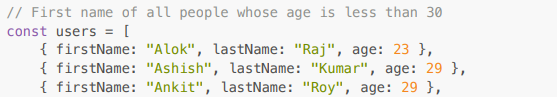 // First name of all people whose age is less than 30
const users = [
    { firstName: "Alok", lastName: "Raj", age: 23 },
    { firstName: "Ashish", lastName: "Kumar", age: 29 },
    { firstName: "Ankit", lastName: "Roy", age: 29 },